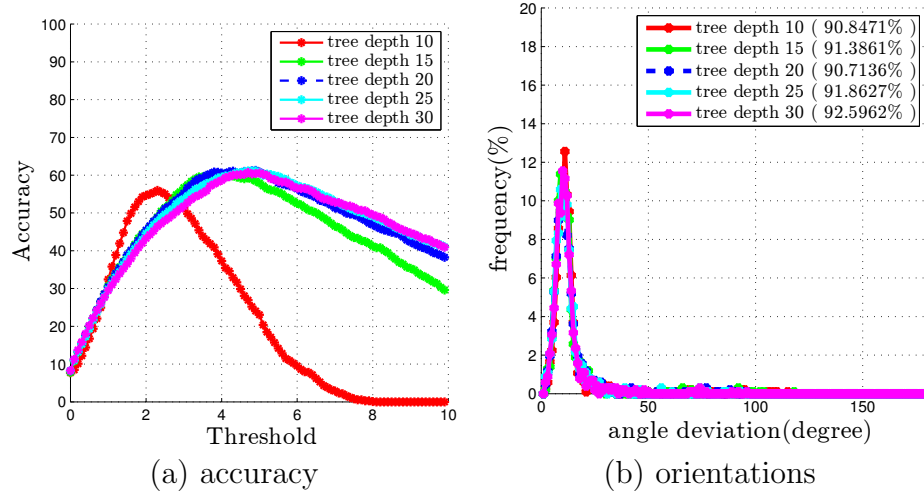 100
90
80
70
60
50
40
30
20
10
0
Accuracy
0 2 4 6 8 10
Threshold
tree depth 10
tree depth 15
tree depth 20
tree depth 25
tree depth 30
(a) accuracy
20
18
16
14
12
10
8
6
4
2
0
frequency(%)
0 50 100 150
angle deviation(degree)
tree depth 10 ( 90.8471% )
tree depth 15 ( 91.3861% )
tree depth 20 ( 90.7136% )
tree depth 25 ( 91.8627% )
tree depth 30 ( 92.5962% )
(b) orientations